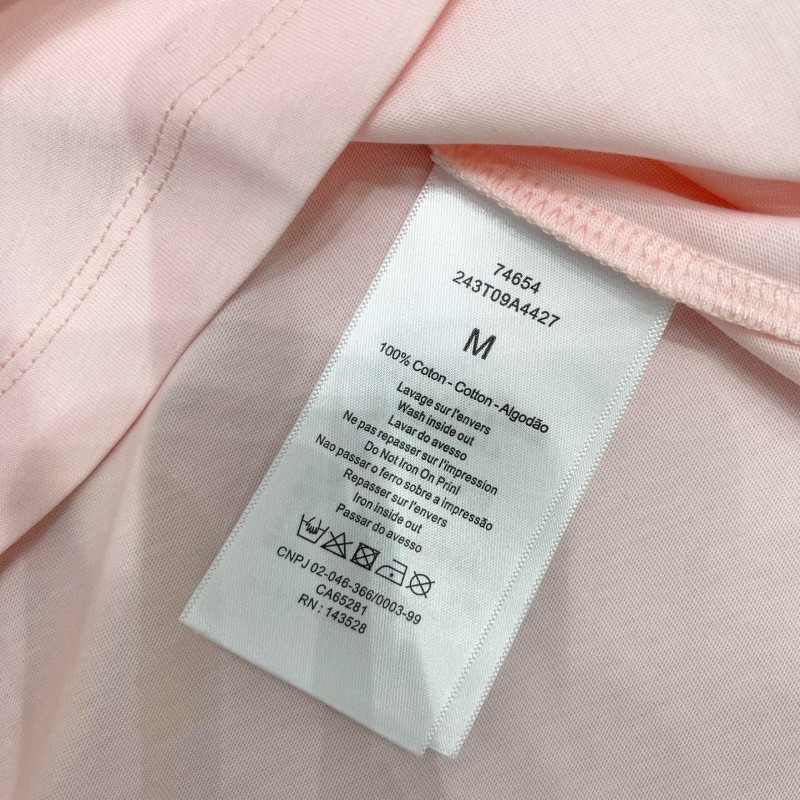 74654
243T09A4427
M
100% Coton - Cotton - Algodão
Lavage sur l'envers
Wash inside out
Lavar do avesso
Ne pas repasser sur l'impression
Do Not Iron On Prinl
Nao passar o ferro sobre a impressão
Repasser sur l'envers
Iron inside out
Passar do avesso
CNPJ 02-046-366/0003-99
CA65281
RN : 143528